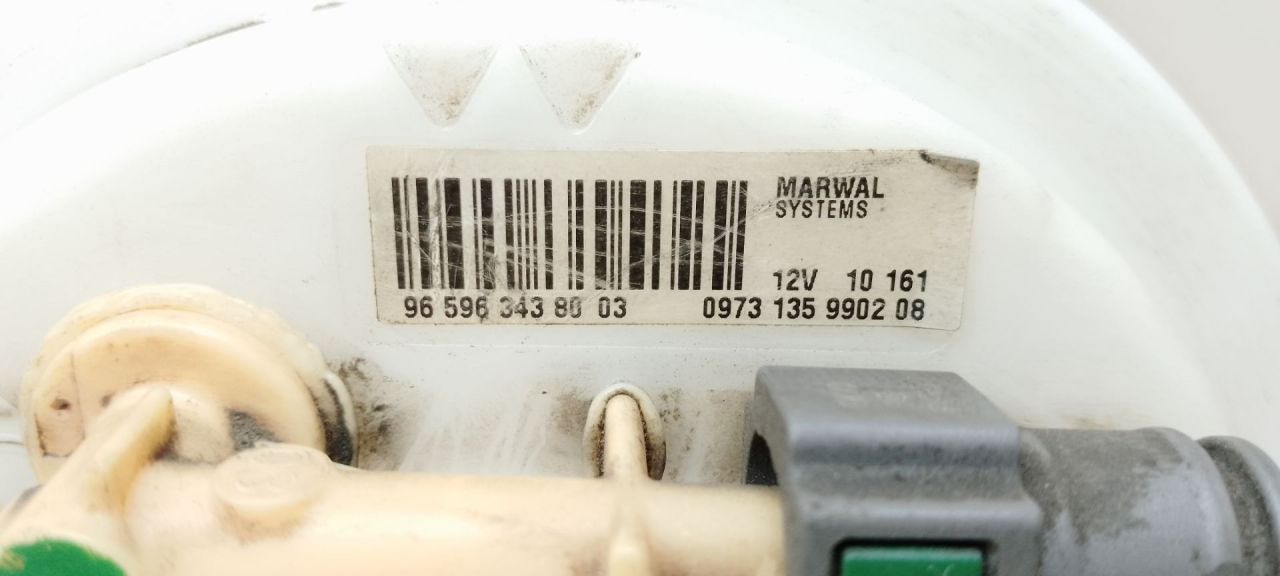 MARWAL
SYSTEMS
12V 10 161
96 596 343 80 03 0973 135 9902 08